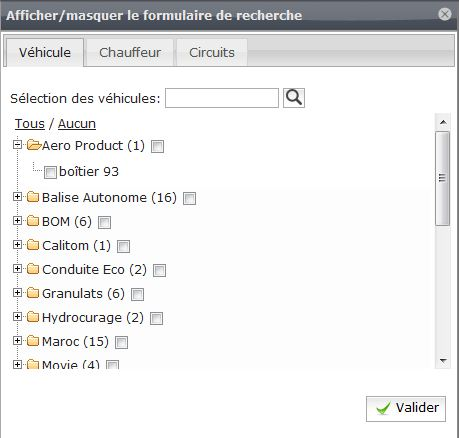 Afficher/masquer le formulaire de recherche
Véhicule Chauffeur Circuits
Sélection des véhicules:
Tous / Aucun
Aero Product (1)
boîtier 93
Balise Autonome (16)
BOM (6)
Calitom (1)
Conduite Eco (2)
Granulats (6)
Hydrocurage (2)
Maroc (15)
Movie (4)
Valider